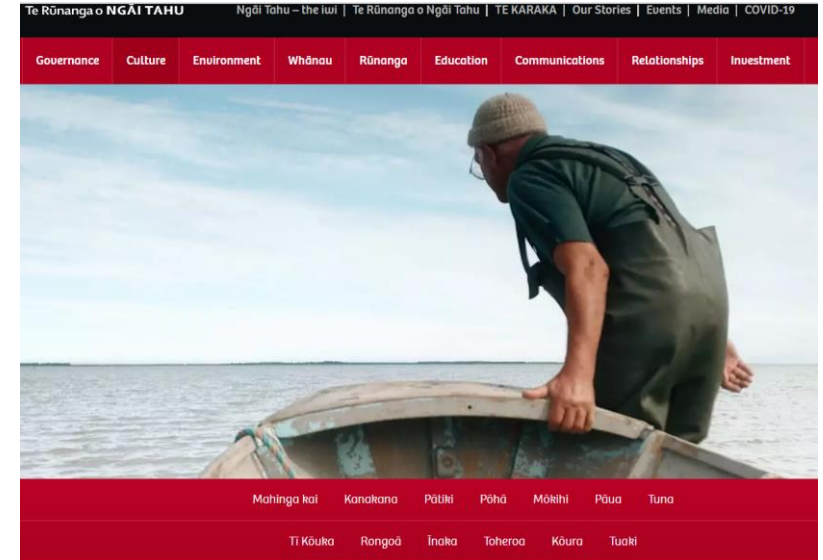 Te Rūnanga o NGĀI TAHU Ngāi Tahu – the iwi | Te Rūnanga o Ngāi Tahu | TE KARAKA | Our Stories | Events | Media | COVID-19
Governance Culture Environment Whānau Rūnanga Education Communications Relationships Investment
Mahinga kai Kanakana Pātiki Pōhā Mōkihi Pāua Tuna
Tī Kōuka Rongoā Īnaka Toheroa Kōura Tuaki